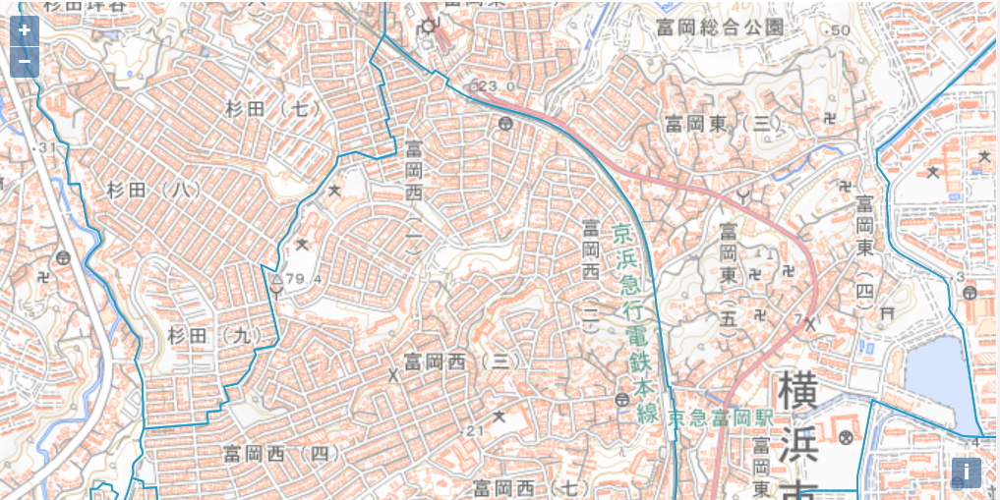 杉田坪呑
+
−
富岡総合公園
50
杉田（七）
23.0
富岡東（三）
31
富岡西（一）
杉田（八）
富岡東（四）
富岡西（二）
京浜急行電鉄本線
富岡東（五）
79.4
3
杉田（九）
7
富岡西（三）
横浜市
京急富岡駅
21
富岡西（四）
富岡東
4
富岡西（七）
i